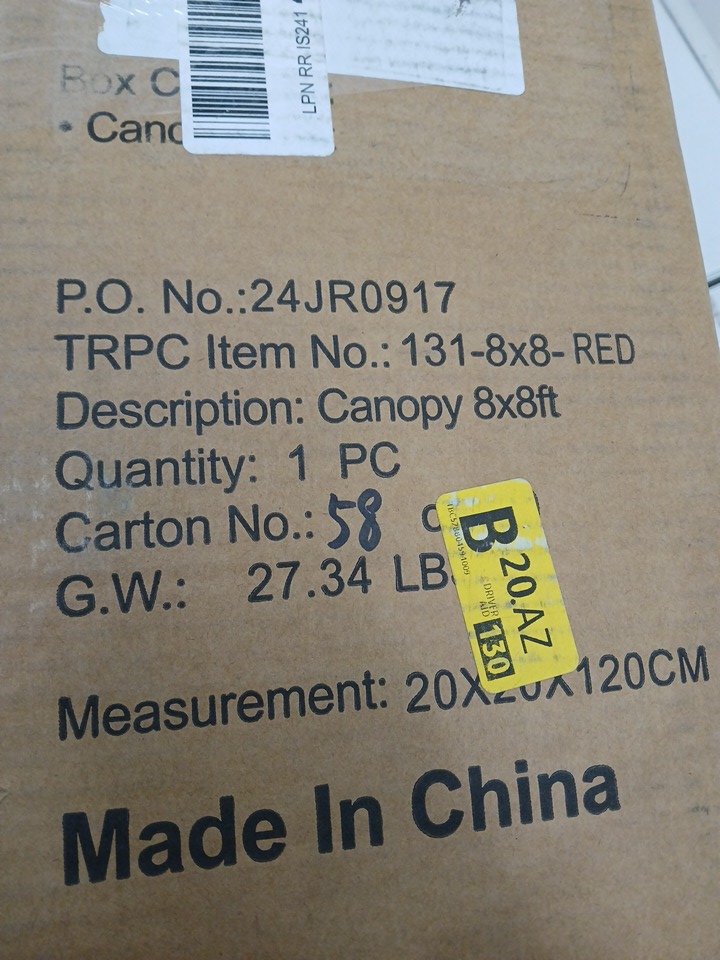 LPN RR IS241
Box
P.O. No.:24JR0917
TRPC Item No.: 131-8x8- RED
Description: Canopy 8x8ft
Quantity: 1 PC
Carton No.: 58
G.W.: 27.34 LB
B 20.AZ
DRIVER
AID
130
Measurement: 20X20X120CM
Made In China